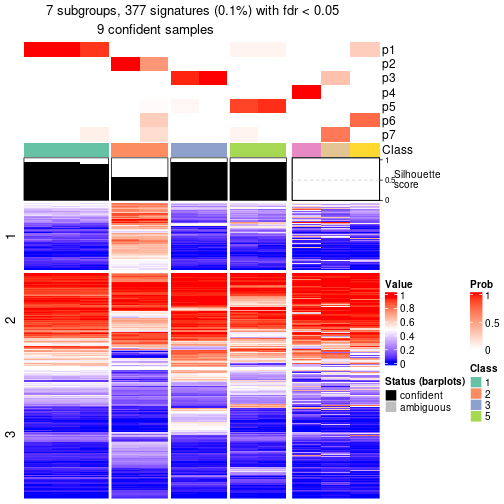 7 subgroups, 377 signatures (0.1%) with fdr < 0.05
9 confident samples
p1
p2
p3
p4
p5
p6
p7
Class
1
0.5
0
Silhouette
score
1
2
3
Value
1
0.8
0.6
0.4
0.2
0
Prob
1
0.5
0
Status (barplots)
confident
ambiguous
Class
1
2
3
5